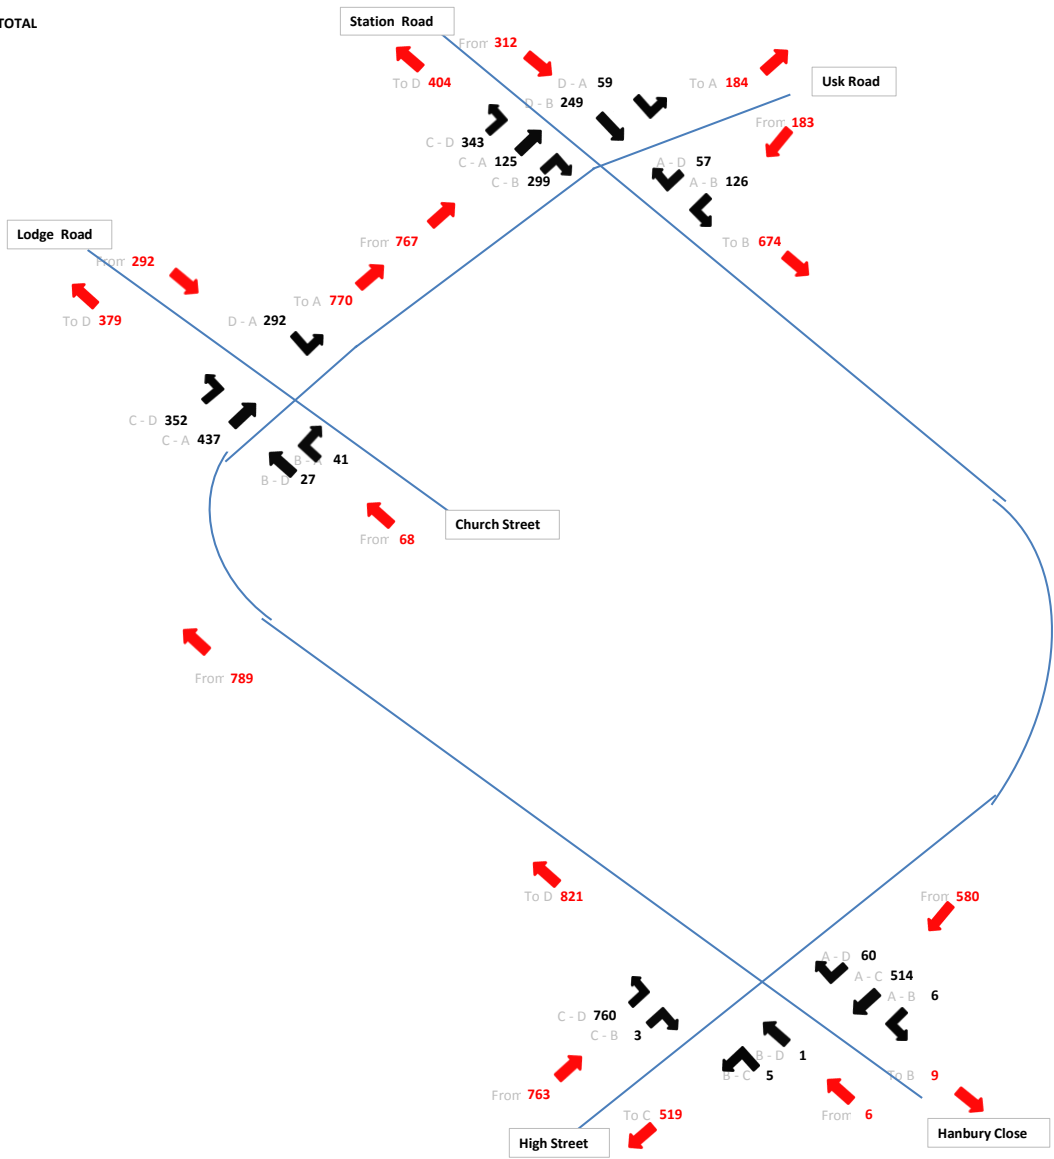 TOTAL
Station Road
From 312
To D 404
D - A 59
D - B 249
To A 184
Usk Road
From 183
C - D 343
C - A 125
C - B 299
A - D 57
A - B 126
To B 674
Lodge Road
From 292
To D 379
From 767
To A 770
D - A 292
C - D 352
C - A 437
B - A 41
B - D 27
Church Street
From 68
From 789
To D 821
From 580
A - D 60
A - C 514
A - B 6
C - D 760
C - B 3
B - D 1
B - C 5
To B 9
From 763
To C 519
From 6
High Street
Hanbury Close